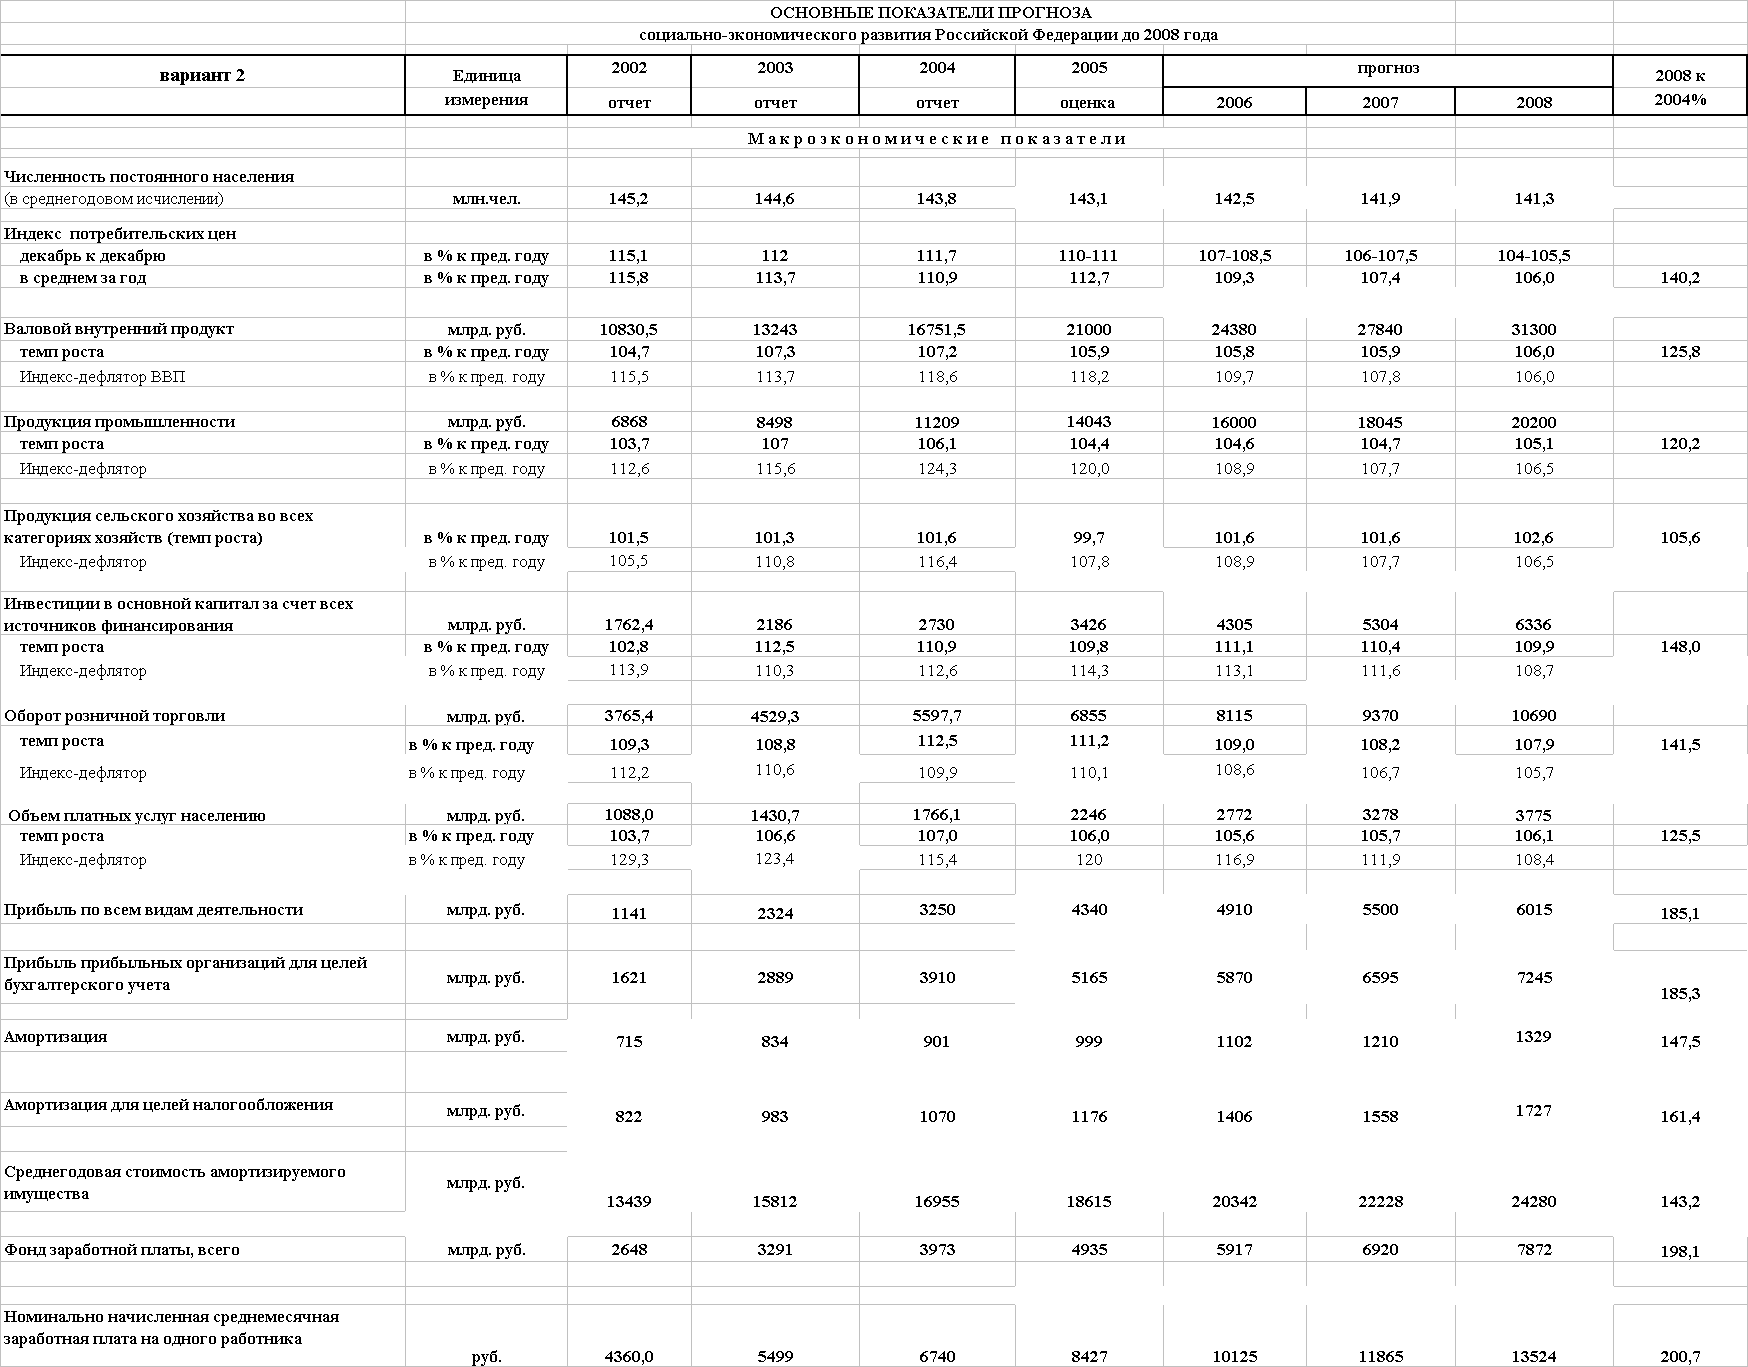 ОСНОВНЫЕ ПОКАЗАТЕЛИ ПРОГНОЗА
социально-экономического развития Российской Федерации до 2008 года
вариант 2 Единица измерения 2002 отчет 2003 отчет 2004 отчет 2005 оценка прогноз 2006 2007 2008 2008 к 2004%
Макроэкономические показатели
Численность постоянного населения
(в среднегодовом исчислении) млн.чел. 145,2 144,6 143,8 143,1 142,5 141,9 141,3
Индекс потребительских цен
декабрь к декабрю в % к пред. году 115,1 112 111,7 110-111 107-108,5 106-107,5 104-105,5
в среднем за год в % к пред. году 115,8 113,7 110,9 112,7 109,3 107,4 106,0 140,2
Валовой внутренний продукт млрд. руб. 10830,5 13243 16751,5 21000 24380 27840 31300
темп роста в % к пред. году 104,7 107,3 107,2 105,9 105,8 105,9 106,0 125,8
Индекс-дефлятор ВВП в % к пред. году 115,5 113,7 118,6 118,2 109,7 107,8 106,0
Продукция промышленности млрд. руб. 6868 8498 11209 14043 16000 18045 20200
темп роста в % к пред. году 103,7 107 106,1 104,4 104,6 104,7 105,1 120,2
Индекс-дефлятор в % к пред. году 112,6 115,6 124,3 120,0 108,9 107,7 106,5
Продукция сельского хозяйства во всех
категориях хозяйств (темп роста) в % к пред. году 101,5 101,3 101,6 99,7 101,6 101,6 102,6 105,6
Индекс-дефлятор в % к пред. году 105,5 110,8 116,4 107,8 108,9 107,7 106,5
Инвестиции в основной капитал за счет всех
источников финансирования млрд. руб. 1762,4 2186 2730 3426 4305 5304 6336
темп роста в % к пред. году 102,8 112,5 110,9 109,8 111,1 110,4 109,9 148,0
Индекс-дефлятор в % к пред. году 113,9 110,3 112,6 114,3 113,1 111,6 108,7
Оборот розничной торговли млрд. руб. 3765,4 4529,3 5597,7 6855 8115 9370 10690
темп роста в % к пред. году 109,3 108,8 112,5 111,2 109,0 108,2 107,9 141,5
Индекс-дефлятор в % к пред. году 112,2 110,6 109,9 110,1 108,6 106,7 105,7
Объем платных услуг населению млрд. руб. 1088,0 1430,7 1766,1 2246 2772 3278 3775
темп роста в % к пред. году 103,7 106,6 107,0 106,0 105,6 105,7 106,1 125,5
Индекс-дефлятор в % к пред. году 129,3 123,4 115,4 120 116,9 111,9 108,4
Прибыль по всем видам деятельности млрд. руб. 1141 2324 3250 4340 4910 5500 6015 185,1
Прибыль прибыльных организаций для целей
бухгалтерского учета млрд. руб. 1621 2889 3910 5165 5870 6595 7245 185,3
Амортизация млрд. руб. 715 834 901 999 1102 1210 1329 147,5
Амортизация для целей налогообложения млрд. руб. 822 983 1070 1176 1406 1558 1727 161,4
Среднегодовая стоимость амортизируемого
имущества млрд. руб. 13439 15812 16955 18615 20342 22228 24280 143,2
Фонд заработной платы, всего млрд. руб. 2648 3291 3973 4935 5917 6920 7872 198,1
Номинально начисленная среднемесячная
заработная плата на одного работника руб. 4360,0 5499 6740 8427 10125 11865 13524 200,7